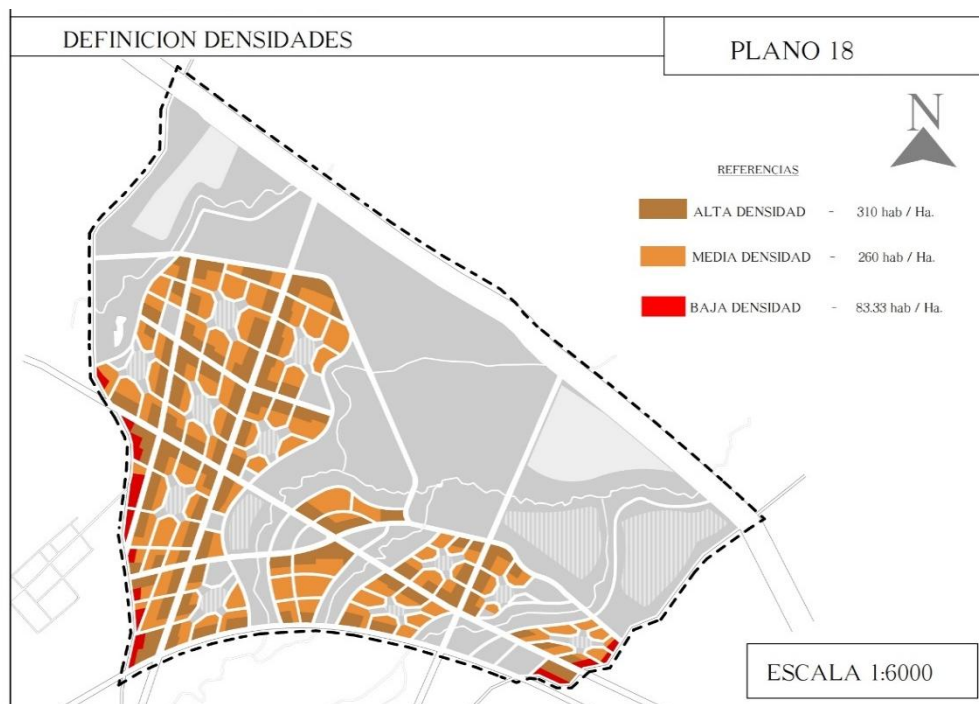 DEFINICION DENSIDADES
PLANO 18
N
REFERENCIAS
ALTA DENSIDAD - 310 hab / Ha.
MEDIA DENSIDAD - 260 hab / Ha.
BAJA DENSIDAD - 83.33 hab / Ha.
ESCALA 1:6000